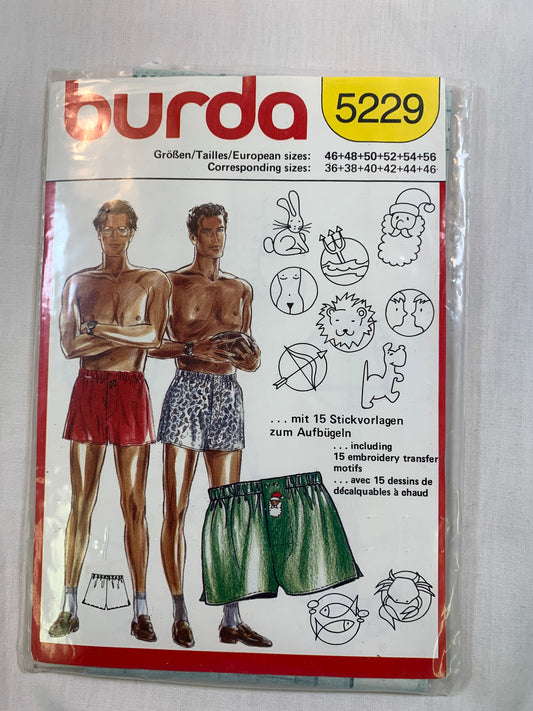 burda
5229
Größen/Tailles/European sizes: 46+48+50+52+54+56
Corresponding sizes: 36+38+40+42+44+46
. . . mit 15 Stickvorlagen
zum Aufbügeln
. . . including
15 embroidery transfer
motifs
. . . avec 15 dessins de
décalquables à chaud